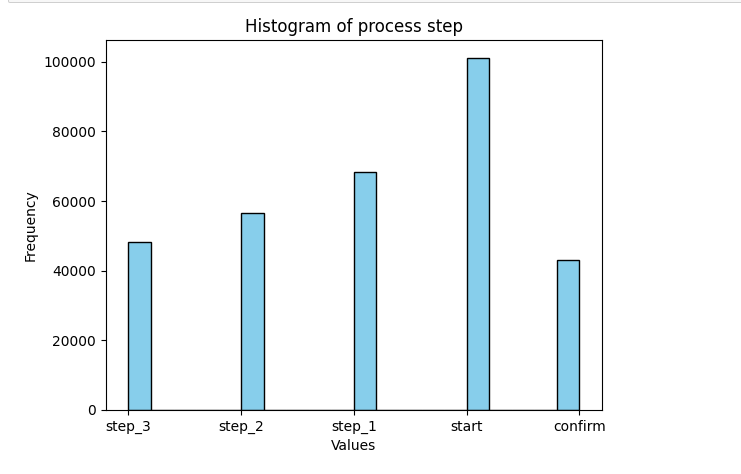 Histogram of process step
100000
80000
60000
40000
20000
0
Frequency
step_3 step_2 step_1 start confirm
Values